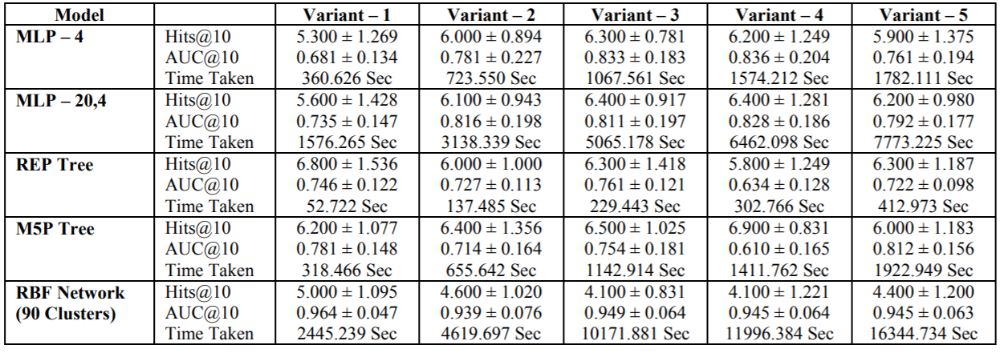 Model Variant – 1 Variant – 2 Variant – 3 Variant – 4 Variant – 5
MLP – 4 Hits@10 5.300 ± 1.269 6.000 ± 0.894 6.300 ± 0.781 6.200 ± 1.249 5.900 ± 1.375
AUC@10 0.681 ± 0.134 0.781 ± 0.227 0.833 ± 0.183 0.836 ± 0.204 0.761 ± 0.194
Time Taken 360.626 Sec 723.550 Sec 1067.561 Sec 1574.212 Sec 1782.111 Sec
MLP – 20,4 Hits@10 5.600 ± 1.428 6.100 ± 0.943 6.400 ± 0.917 6.400 ± 1.281 6.200 ± 0.980
AUC@10 0.735 ± 0.147 0.816 ± 0.198 0.811 ± 0.197 0.828 ± 0.186 0.792 ± 0.177
Time Taken 1576.265 Sec 3138.339 Sec 5065.178 Sec 6462.098 Sec 7773.225 Sec
REP Tree Hits@10 6.800 ± 1.536 6.000 ± 1.000 6.300 ± 1.418 5.800 ± 1.249 6.300 ± 1.187
AUC@10 0.746 ± 0.122 0.727 ± 0.113 0.761 ± 0.121 0.634 ± 0.128 0.722 ± 0.098
Time Taken 52.722 Sec 137.485 Sec 229.443 Sec 302.766 Sec 412.973 Sec
M5P Tree Hits@10 6.200 ± 1.077 6.400 ± 1.356 6.500 ± 1.025 6.900 ± 0.831 6.000 ± 1.183
AUC@10 0.781 ± 0.148 0.714 ± 0.164 0.754 ± 0.181 0.610 ± 0.165 0.812 ± 0.156
Time Taken 318.466 Sec 655.642 Sec 1142.914 Sec 1411.762 Sec 1922.949 Sec
RBF Network Hits@10 5.000 ± 1.095 4.600 ± 1.020 4.100 ± 0.831 4.100 ± 1.221 4.400 ± 1.200
(90 Clusters) AUC@10 0.964 ± 0.047 0.939 ± 0.076 0.949 ± 0.064 0.945 ± 0.064 0.945 ± 0.063
Time Taken 2445.239 Sec 4619.697 Sec 10171.881 Sec 11996.384 Sec 16344.734 Sec